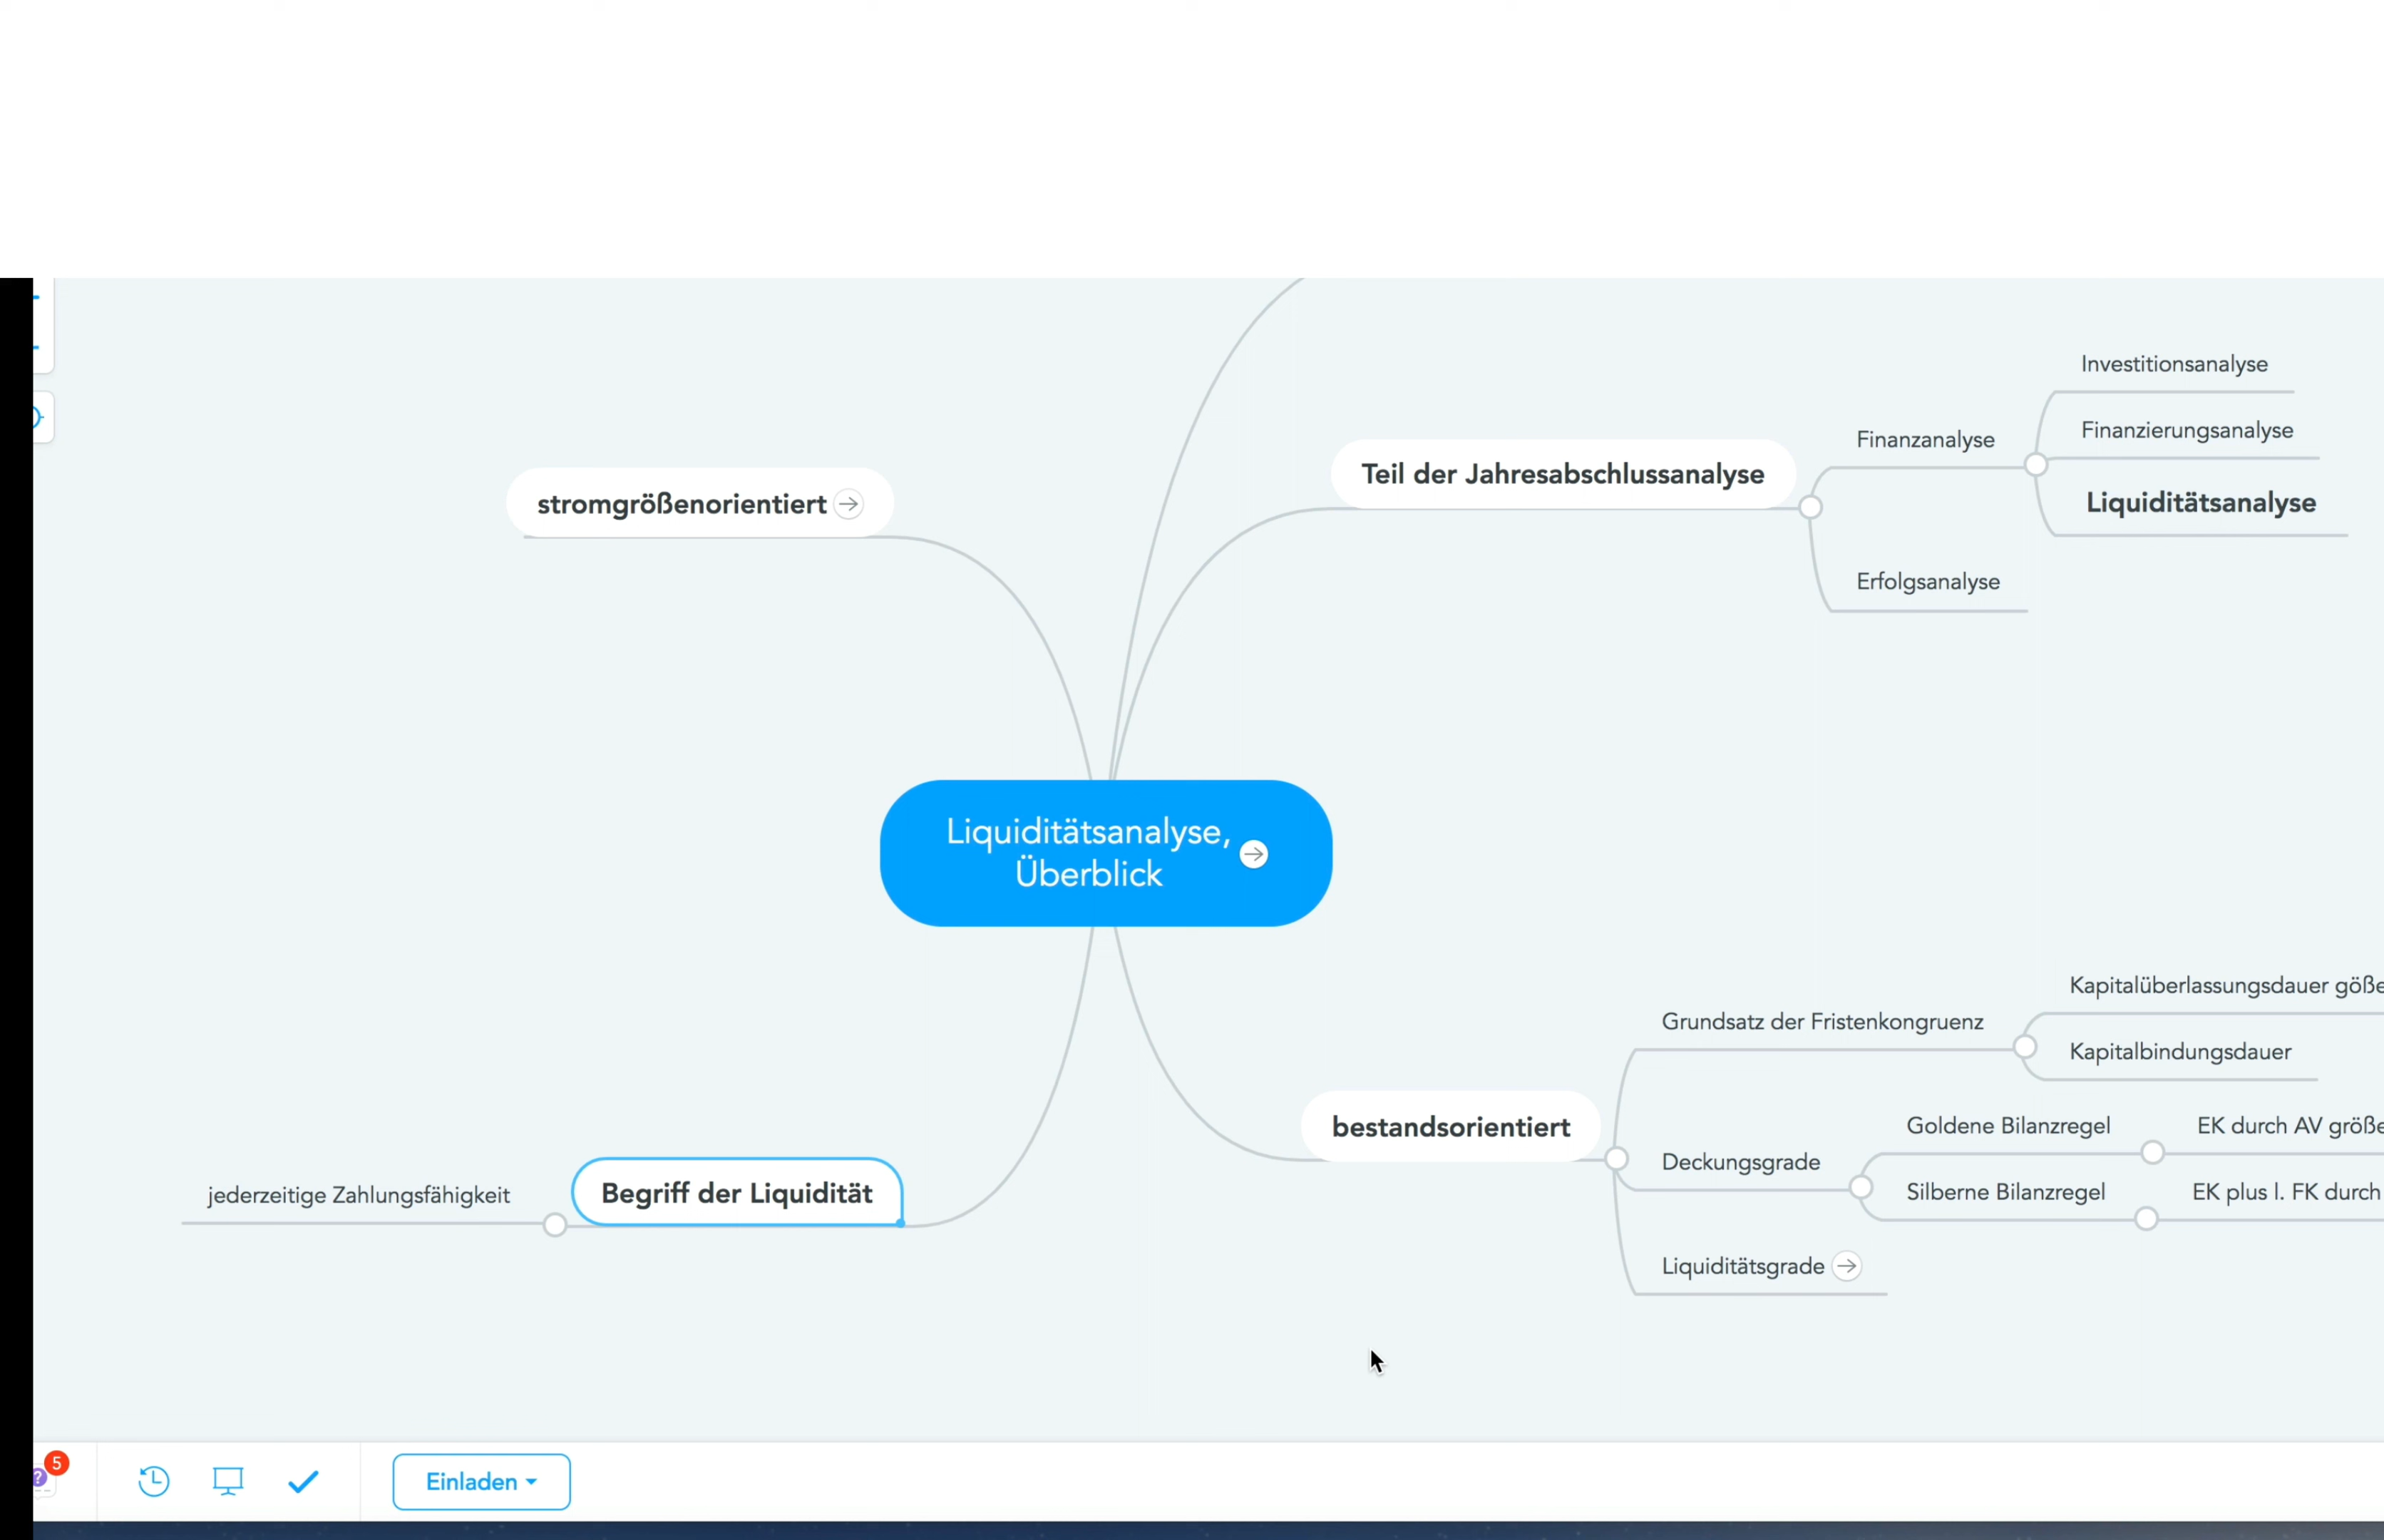 Investitionsanalyse
Finanzanalyse
Finanzierungsanalyse
Teil der Jahresabschlussanalyse
Liquiditätsanalyse
stromgrößenorientiert
Erfolgsanalyse
Liquiditätsanalyse,
Überblick
Kapitalüberlassungsdauer göße
Grundsatz der Fristenkongruenz
Kapitalbindungsdauer
bestandsorientiert
Goldene Bilanzregel
EK durch AV größe
Deckungsgrade
Silberne Bilanzregel
EK plus l. FK durch
Liquiditätsgrade
jederzeitige Zahlungsfähigkeit
Begriff der Liquidität
5
?
Einladen